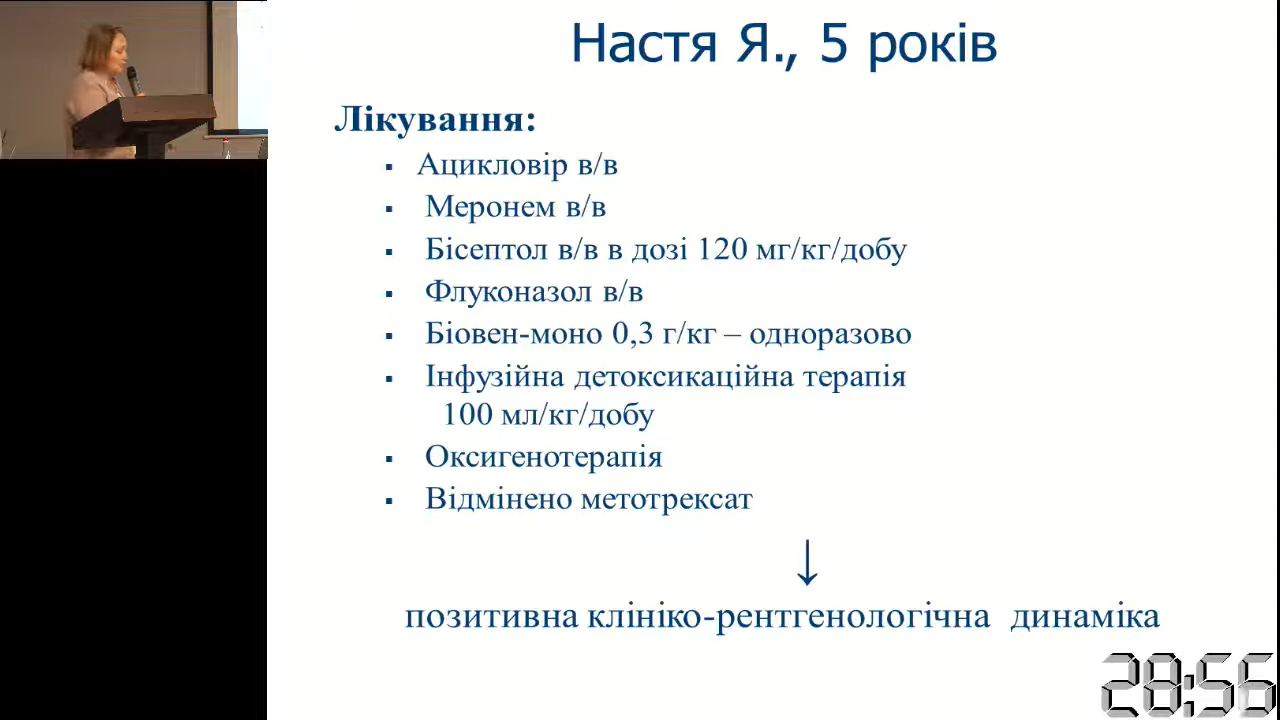 Настя Я., 5 років
Лікування:
▪ Ацикловір в/в
▪ Меронем в/в
▪ Бісептол в/в в дозі 120 мг/кг/добу
▪ Флуконазол в/в
▪ Біовен-моно 0,3 г/кг – одноразово
▪ Інфузійна детоксикаційна терапія
100 мл/кг/добу
▪ Оксигенотерапія
▪ Відмінено метотрексат
↓
позитивна клініко-рентгенологічна динаміка
28:56